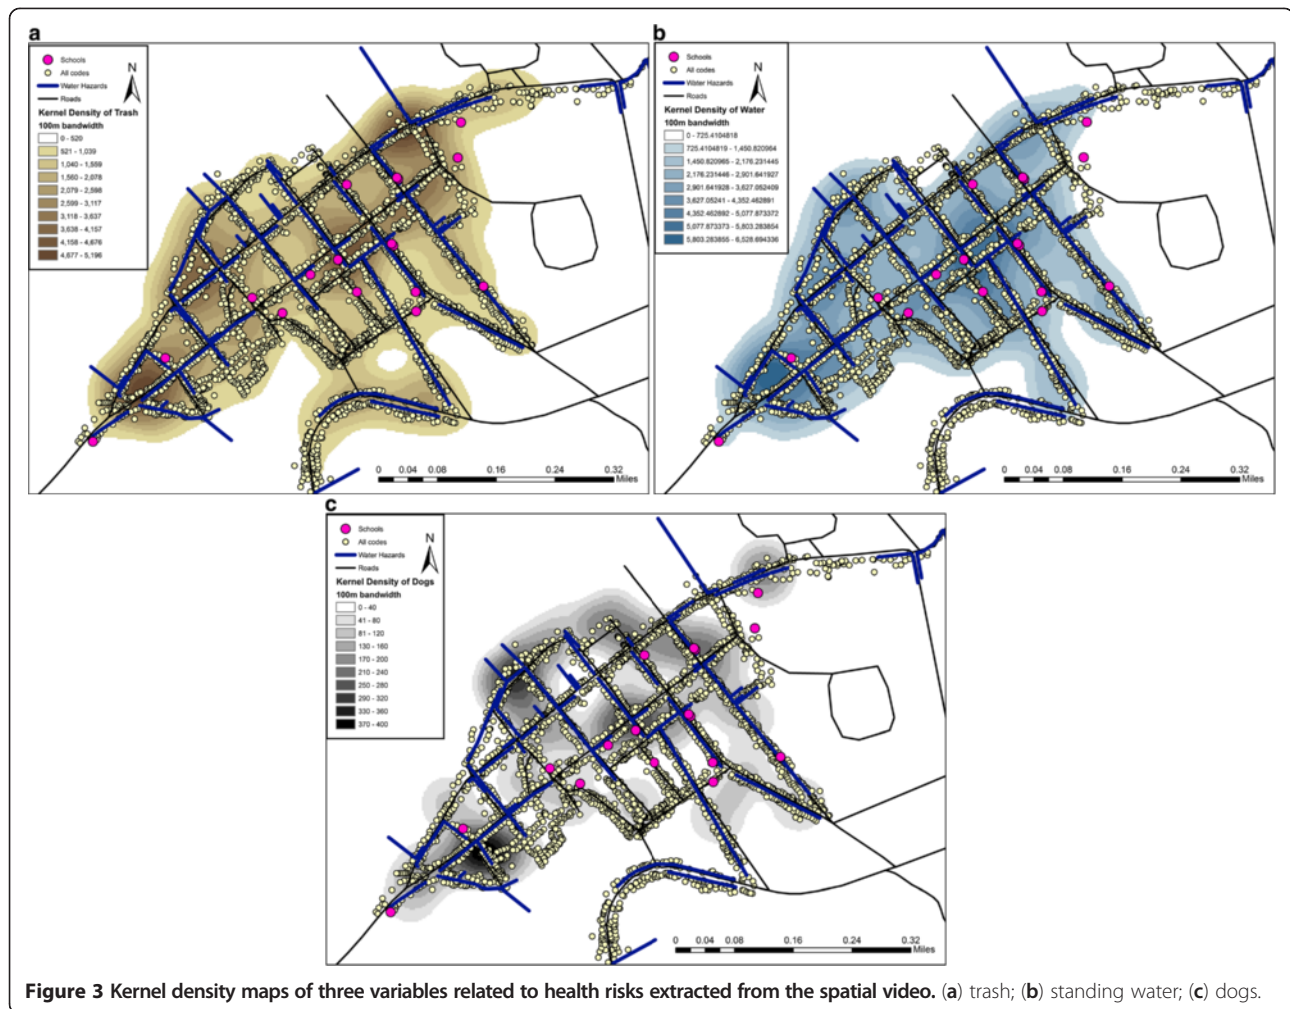 a
Schools
All codes
Water Hazards
Roads
N
Kernel Density of Trash
100m bandwidth
0 - 520
521 - 1,039
1,040 - 1,559
1,560 - 2,078
2,079 - 2,598
2,599 - 3,117
3,118 - 3,637
3,638 - 4,157
4,158 - 4,676
4,677 - 5,196
0 0.04 0.08 0.16 0.24 0.32
Miles
b
Schools
All codes
Water Hazards
Roads
N
Kernel Density of Water
100m bandwidth
0 - 725.4104818
725.4104819 - 1,450.820964
1,450.820965 - 2,176.231445
2,176.231446 - 2,901.641927
2,901.641928 - 3,627.052409
3,627.05241 - 4,352.462891
4,352.462892 - 5,077.873372
5,077.873373 - 5,803.283854
5,803.283855 - 6,528.694336
0 0.04 0.08 0.16 0.24 0.32
Miles
c
Schools
All codes
Water Hazards
Roads
N
Kernel Density of Dogs
100m bandwidth
0 - 40
41 - 80
81 - 120
130 - 160
170 - 200
210 - 240
250 - 280
290 - 320
330 - 360
370 - 400
0 0.04 0.08 0.16 0.24 0.32
Miles
Figure 3 Kernel density maps of three variables related to health risks extracted from the spatial video. (a) trash; (b) standing water; (c) dogs.